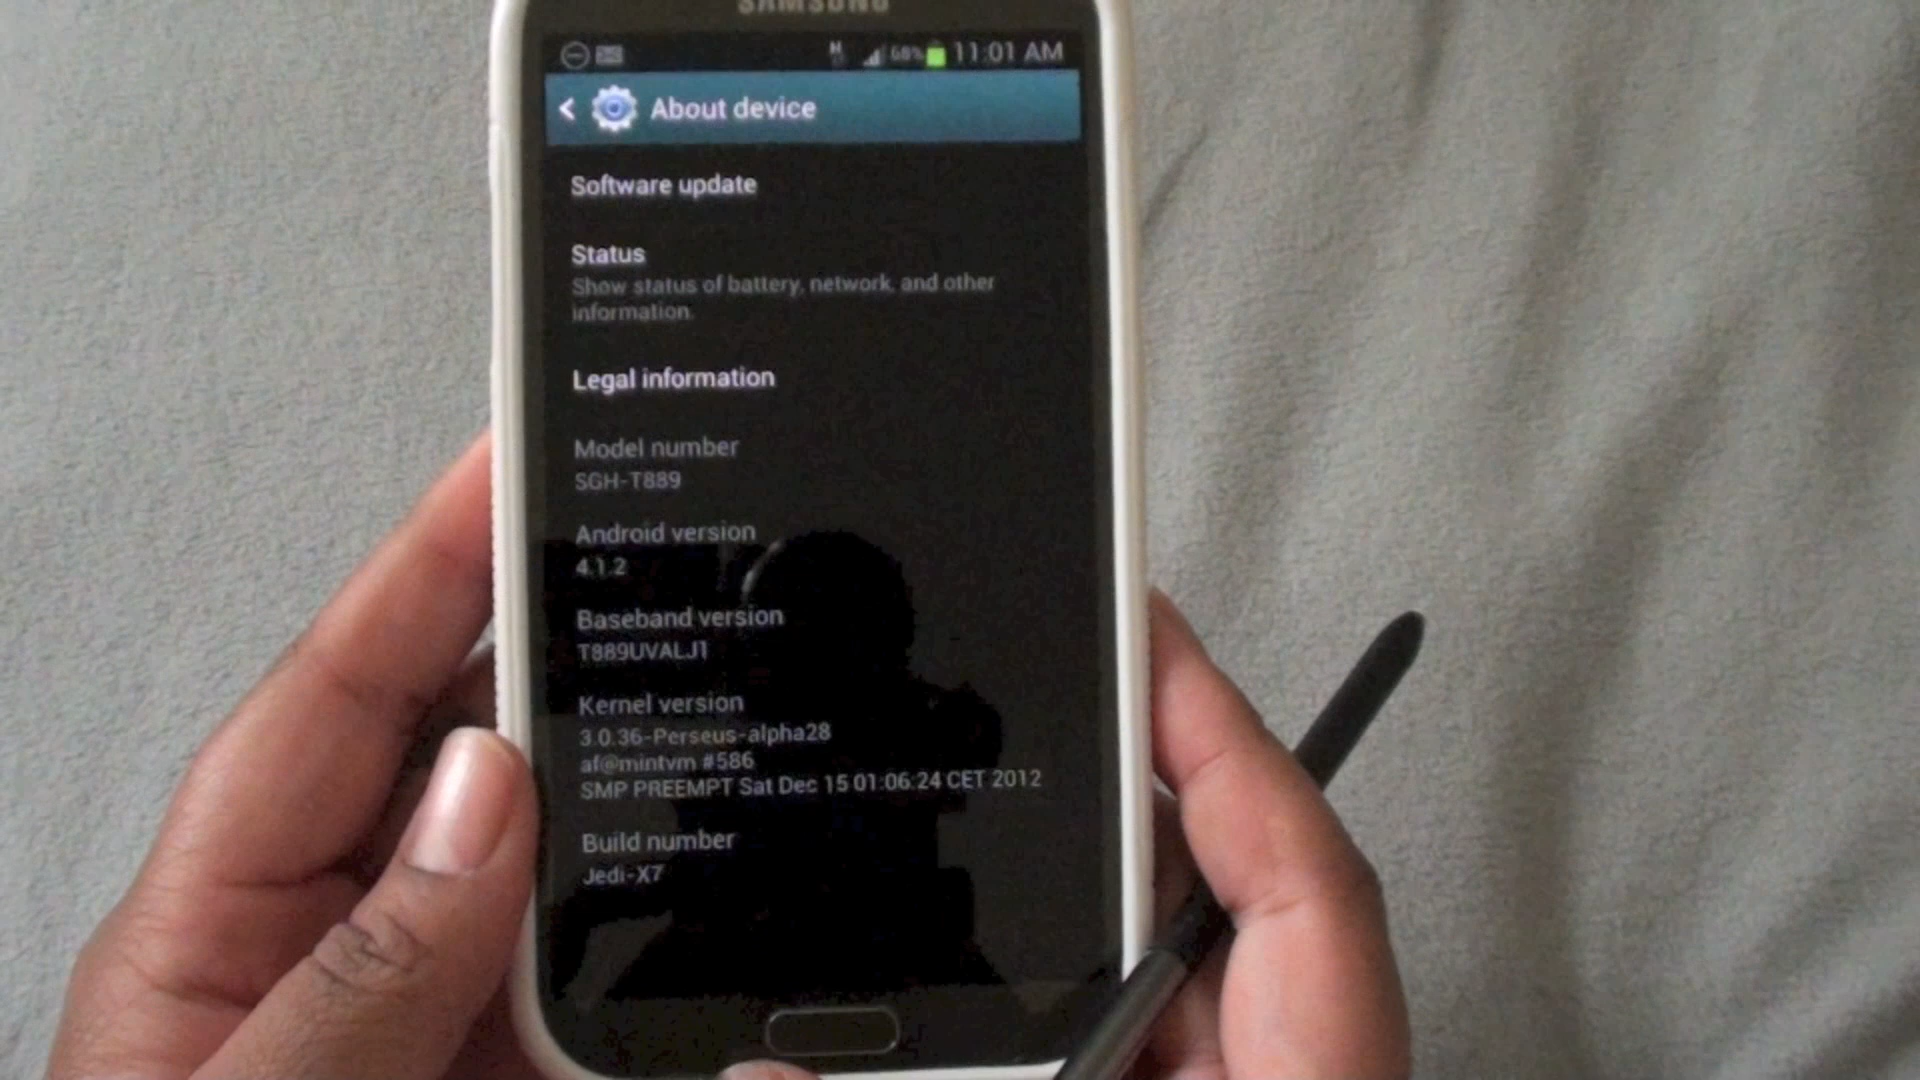 SAMSUNG
68% 11:01 AM
About device
Software update
Status
Show status of battery, network, and other
information.
Legal information
Model number
SGH-T889
Android version
4.1.2
Baseband version
T889UVALJ1
Kernel version
3.0.36-Perseus-alpha28
af@mintvm #586
SMP PREEMPT Sat Dec 15 01:06:24 CET 2012
Build number
Jedi-X7